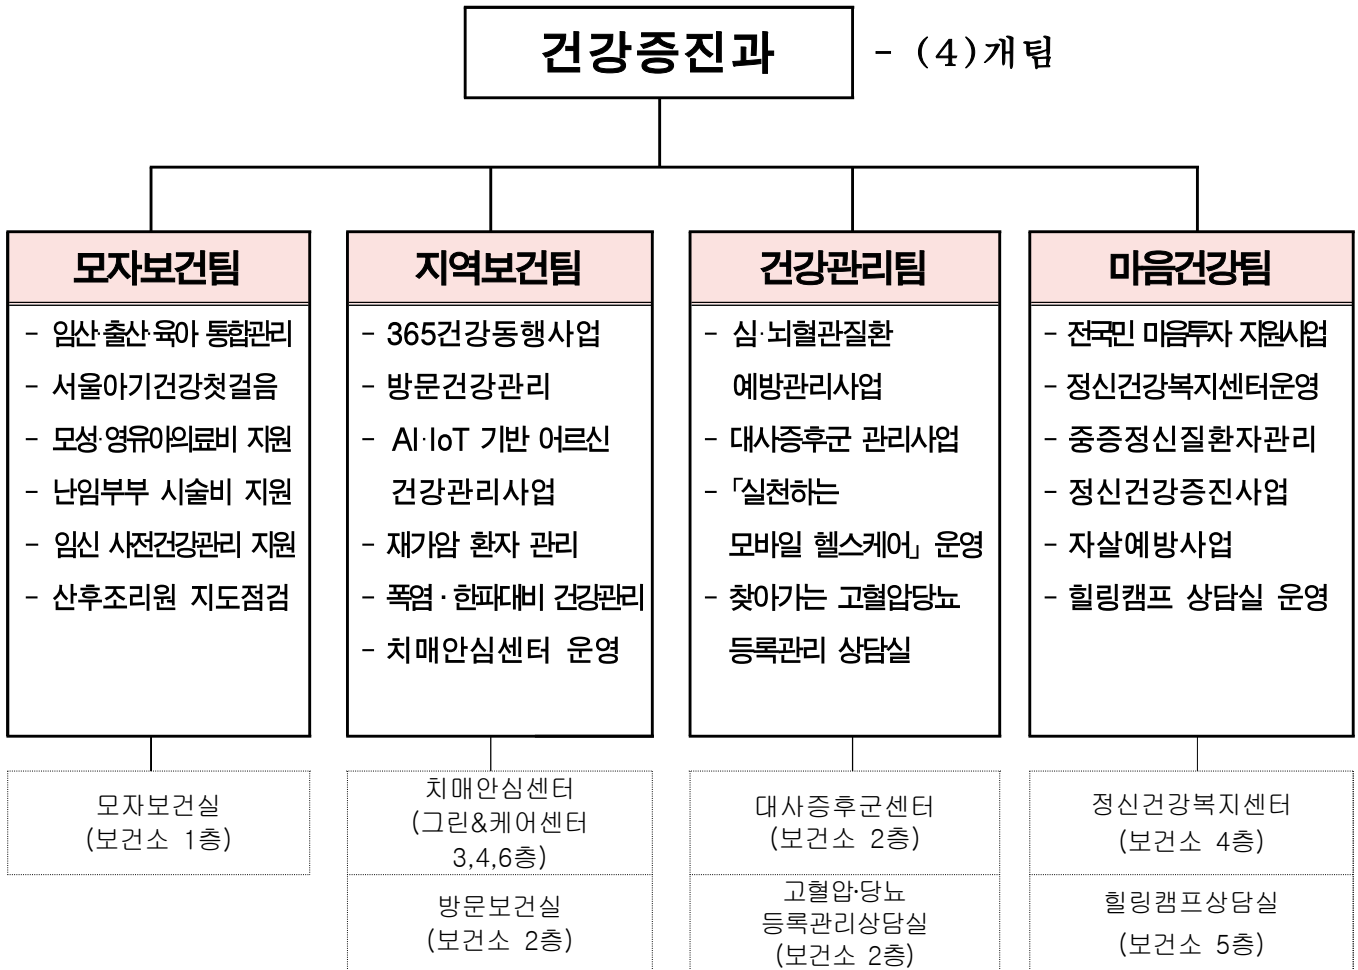 건강증진과 - (4)개팀
모자보건팀
- 임산·출산·육아 통합관리
- 서울아기건강첫걸음
- 모성·영유아의료비 지원
- 난임부부 시술비 지원
- 임신 사전건강관리 지원
- 산후조리원 지도점검
모자보건실
(보건소 1층)
지역보건팀
- 365건강동행사업
- 방문건강관리
- AI·IoT 기반 어르신
건강관리사업
- 재가암 환자 관리
- 폭염·한파대비 건강관리
- 치매안심센터 운영
치매안심센터
(그린&케어센터
3,4,6층)
방문보건실
(보건소 2층)
건강관리팀
- 심·뇌혈관질환
예방관리사업
- 대사증후군 관리사업
- 「실천하는
모바일 헬스케어」 운영
- 찾아가는 고혈압당뇨
등록관리 상담실
대사증후군센터
(보건소 2층)
고혈압·당뇨
등록관리상담실
(보건소 2층)
마음건강팀
- 전국민 마음투자 지원사업
- 정신건강복지센터운영
- 중증정신질환자관리
- 정신건강증진사업
- 자살예방사업
- 힐링캠프 상담실 운영
정신건강복지센터
(보건소 4층)
힐링캠프상담실
(보건소 5층)